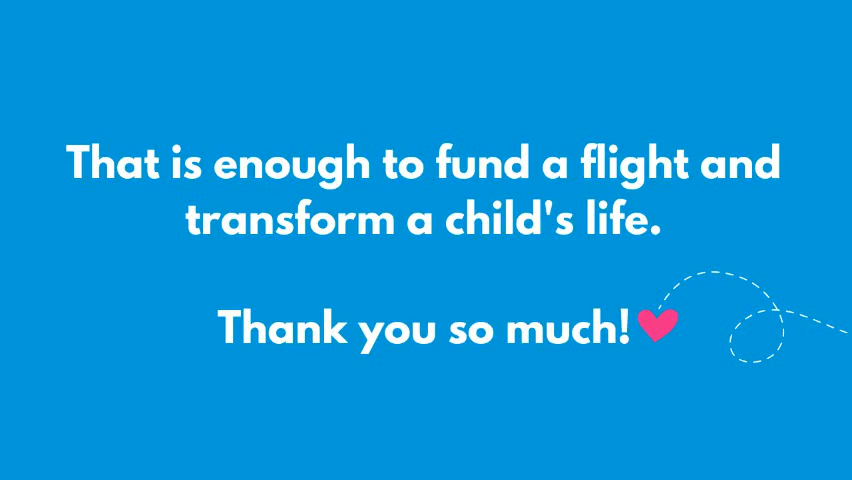 That is enough to fund a flight and
transform a child's life.
Thank you so much!